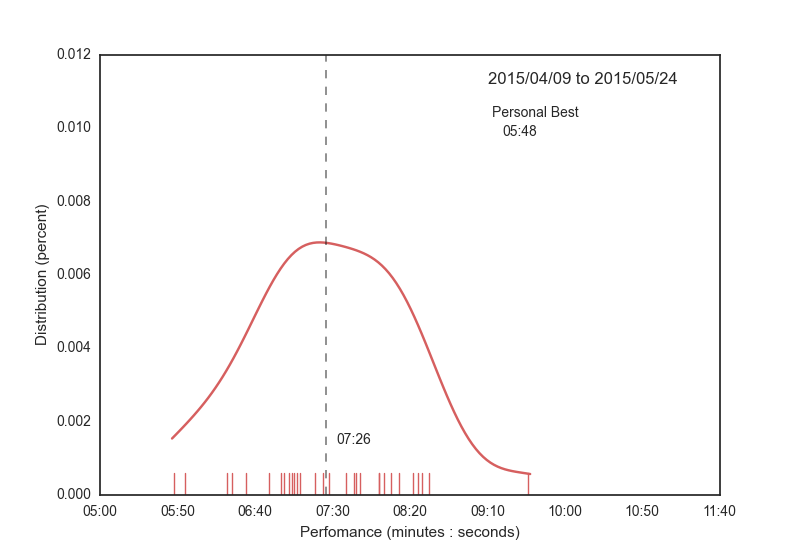 0.012
2015/04/09 to 2015/05/24
Personal Best
05:48
0.010
0.008
0.006
0.004
0.002
0.000
Distribution (percent)
07:26
05:00 05:50 06:40 07:30 08:20 09:10 10:00 10:50 11:40
Perfomance (minutes : seconds)